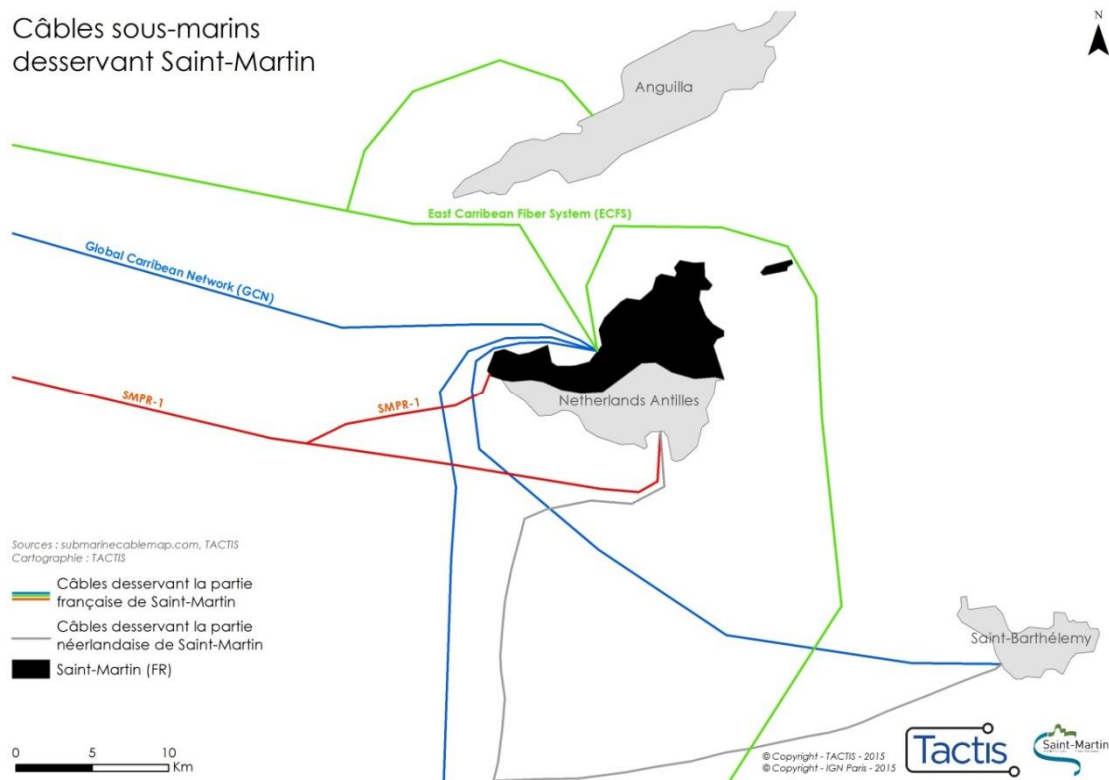 Câbles sous-marins
desservant Saint-Martin
N
Anguilla
East Carribean Fiber System (ECFS)
Global Carribean Network (GCN)
SMPR-1
SMPR-1
Netherlands Antilles
Saint-Barthélemy
Sources : submarinecablemap.com, TACTIS
Cartographie : TACTIS
Câbles desservant la partie
française de Saint-Martin
Câbles desservant la partie
néerlandaise de Saint-Martin
Saint-Martin (FR)
0 5 10
Km
© Copyright - TACTIS - 2015
© Copyright - IGN Paris - 2015
Tactis
Saint-Martin